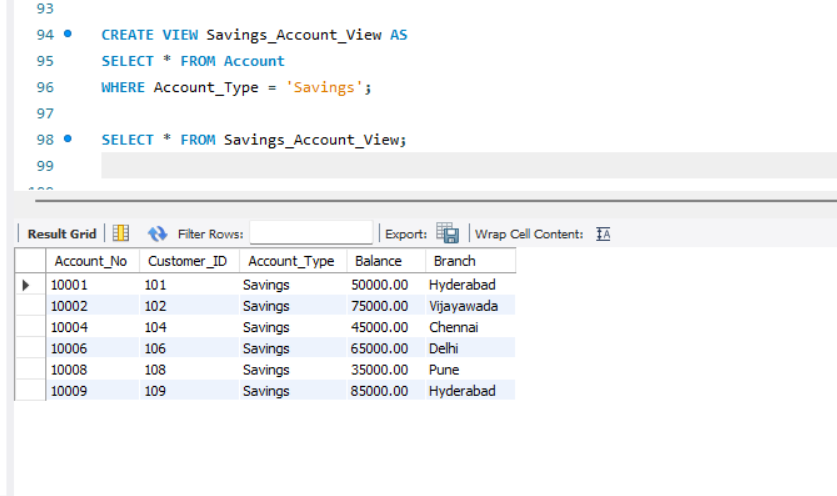 93
94 CREATE VIEW Savings_Account_View AS
95 SELECT * FROM Account
96 WHERE Account_Type = 'Savings';
97
98 SELECT * FROM Savings_Account_View;
99
Result Grid Filter Rows: Export: Wrap Cell Content:
Account_No Customer_ID Account_Type Balance Branch
10001 101 Savings 50000.00 Hyderabad
10002 102 Savings 75000.00 Vijayawada
10004 104 Savings 45000.00 Chennai
10006 106 Savings 65000.00 Delhi
10008 108 Savings 35000.00 Pune
10009 109 Savings 85000.00 Hyderabad